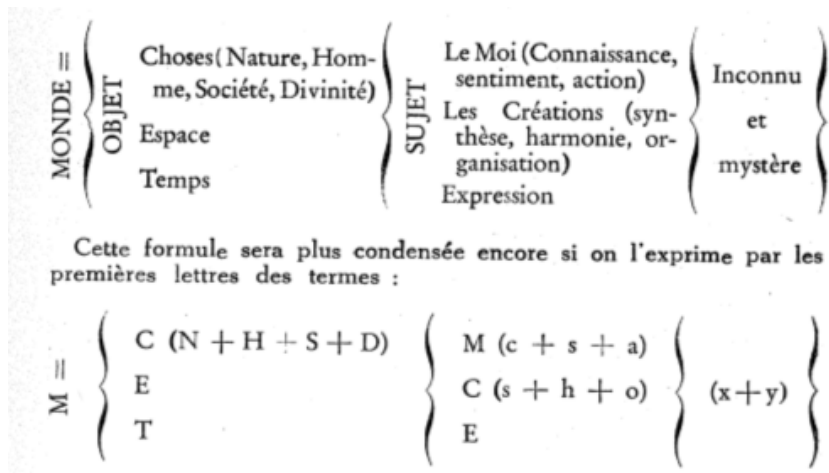 MONDE =
OBJET
Choses( Nature, Hom-
me, Société, Divinité)
Espace
Temps
SUJET
Le Moi (Connaissance,
sentiment, action)
Les Créations (syn-
thèse, harmonie, or-
ganisation)
Expression
Inconnu
et
mystère
Cette formule sera plus condensée encore si on l'exprime par les
premières lettres des termes :
M =
C (N + H + S + D)
E
T
M (c + s + a)
C (s + h + o)
E
(x+y)